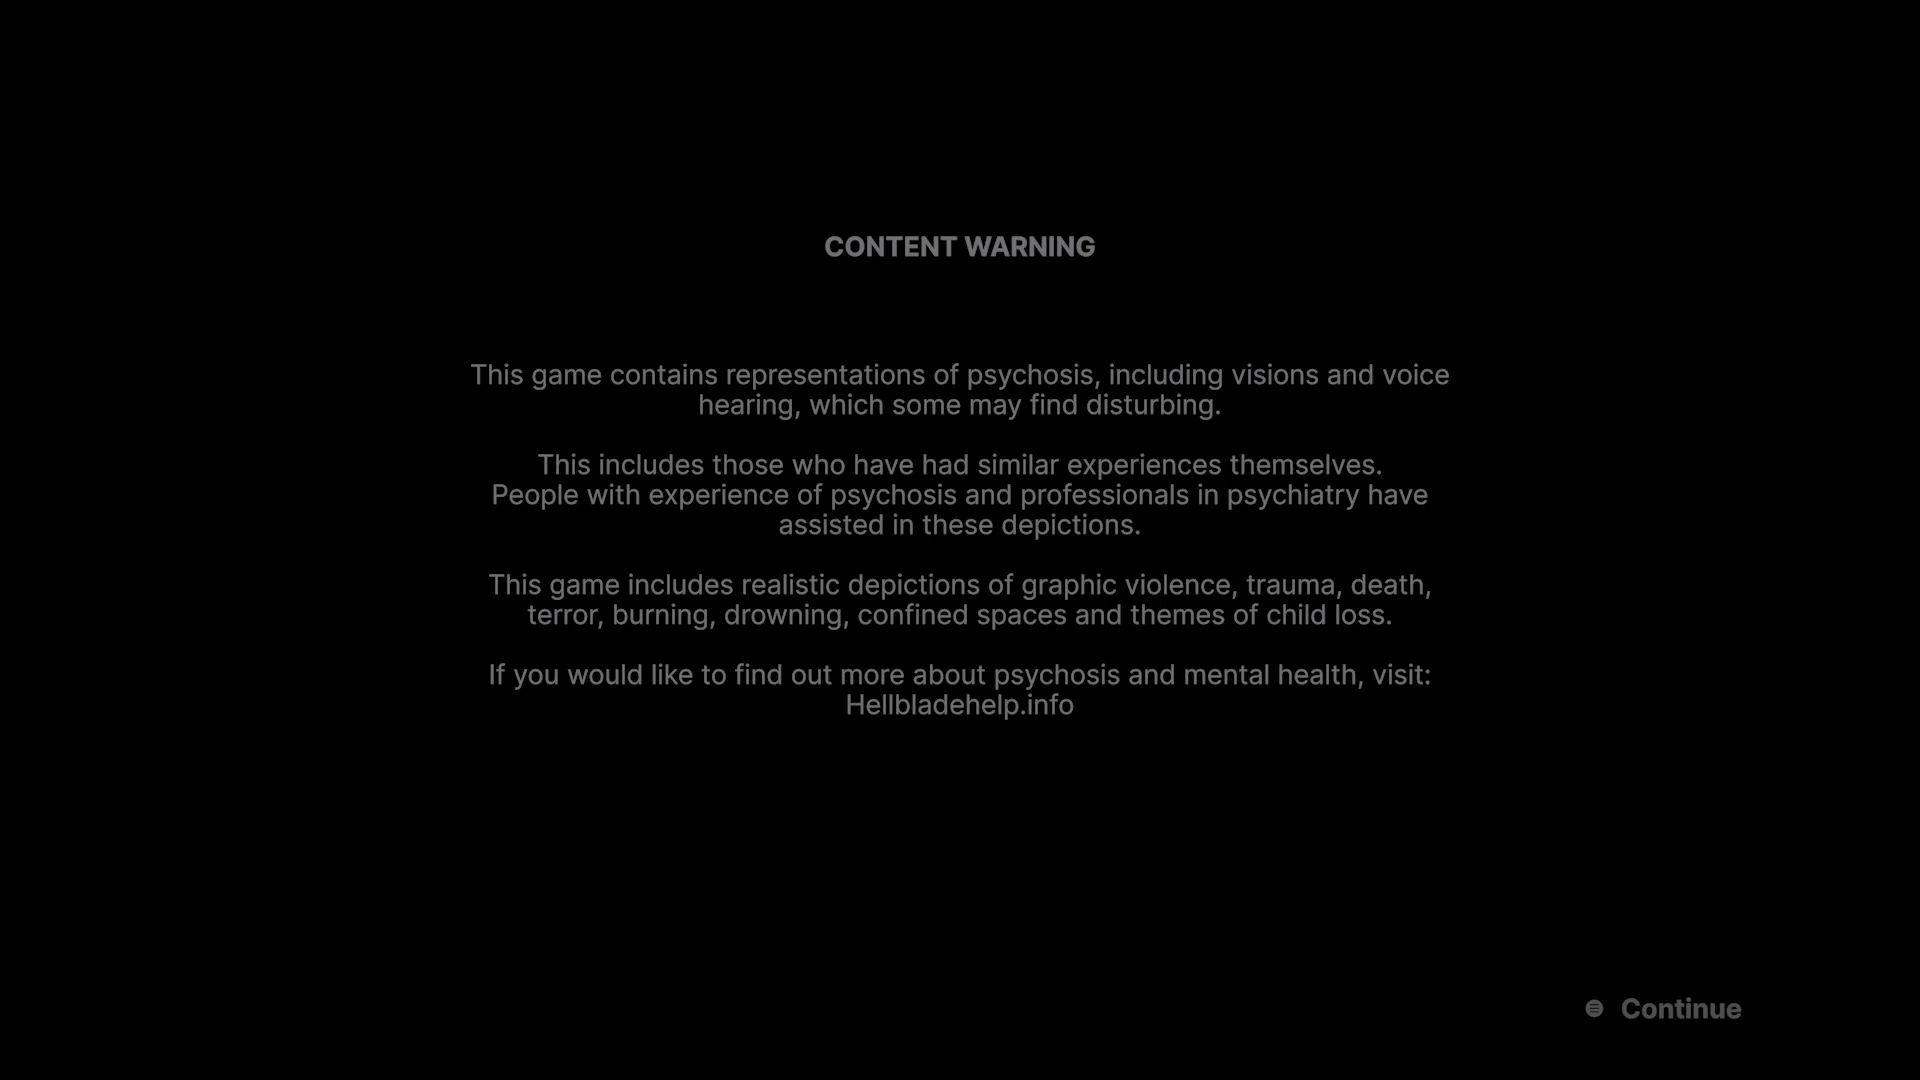 CONTENT WARNING
This game contains representations of psychosis, including visions and voice
hearing, which some may find disturbing.
This includes those who have had similar experiences themselves.
People with experience of psychosis and professionals in psychiatry have
assisted in these depictions.
This game includes realistic depictions of graphic violence, trauma, death,
terror, burning, drowning, confined spaces and themes of child loss.
If you would like to find out more about psychosis and mental health, visit:
Hellbladehelp.info
Continue